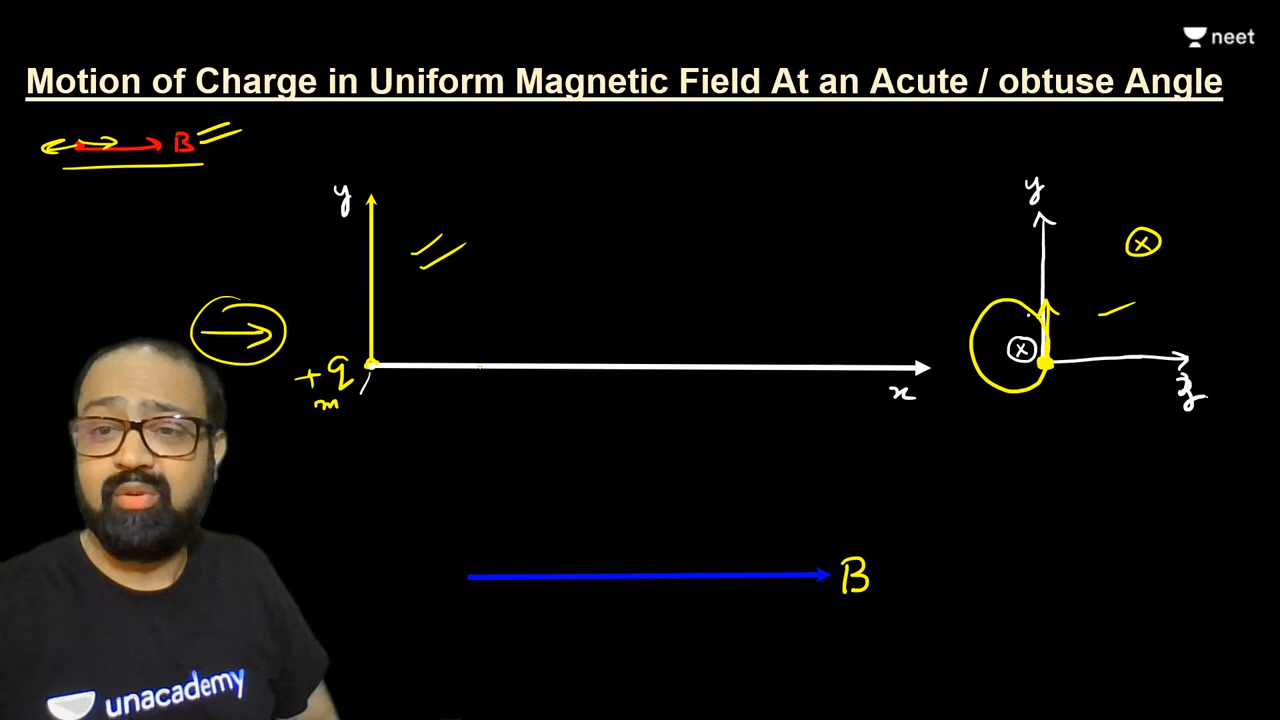 neet
Motion of Charge in Uniform Magnetic Field At an Acute / obtuse Angle
B
y
y
+q
m
x
B
unacademy